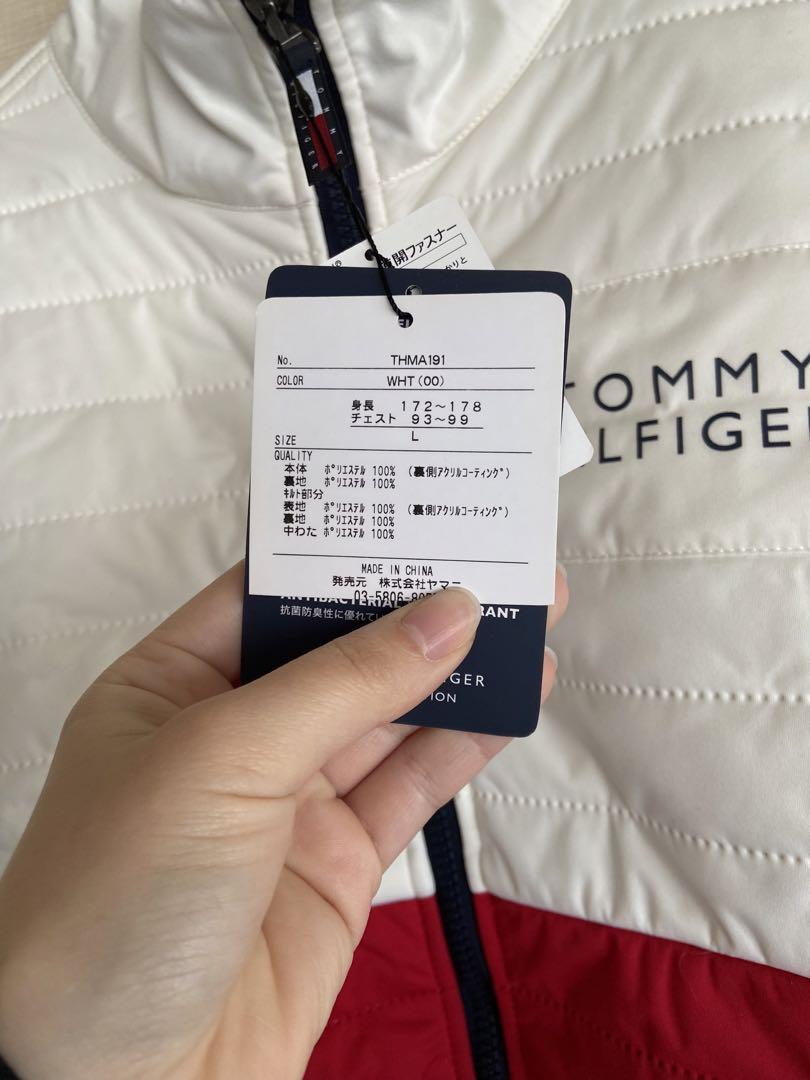 TOMMY
HILFIGER
開ファスナー
No. THMA191
COLOR WHT(00)
身長 172～178
チェスト 93～99
SIZE L
QUALITY
本体 ﾎﾟﾘｴｽﾃﾙ 100% (裏側ｱｸﾘﾙｺｰﾃｨﾝｸﾞ)
裏地 ﾎﾟﾘｴｽﾃﾙ 100%
ｷﾙﾄ部分
表地 ﾎﾟﾘｴｽﾃﾙ 100% (裏側ｱｸﾘﾙｺｰﾃｨﾝｸﾞ)
裏地 ﾎﾟﾘｴｽﾃﾙ 100%
中わた ﾎﾟﾘｴｽﾃﾙ 100%
MADE IN CHINA
発売元 株式会社ヤマニ
03-5806-
ANTIBACTERIAL
RANT
抗菌防臭性に優れてい
GER
ION
TOMMY
LFIGER